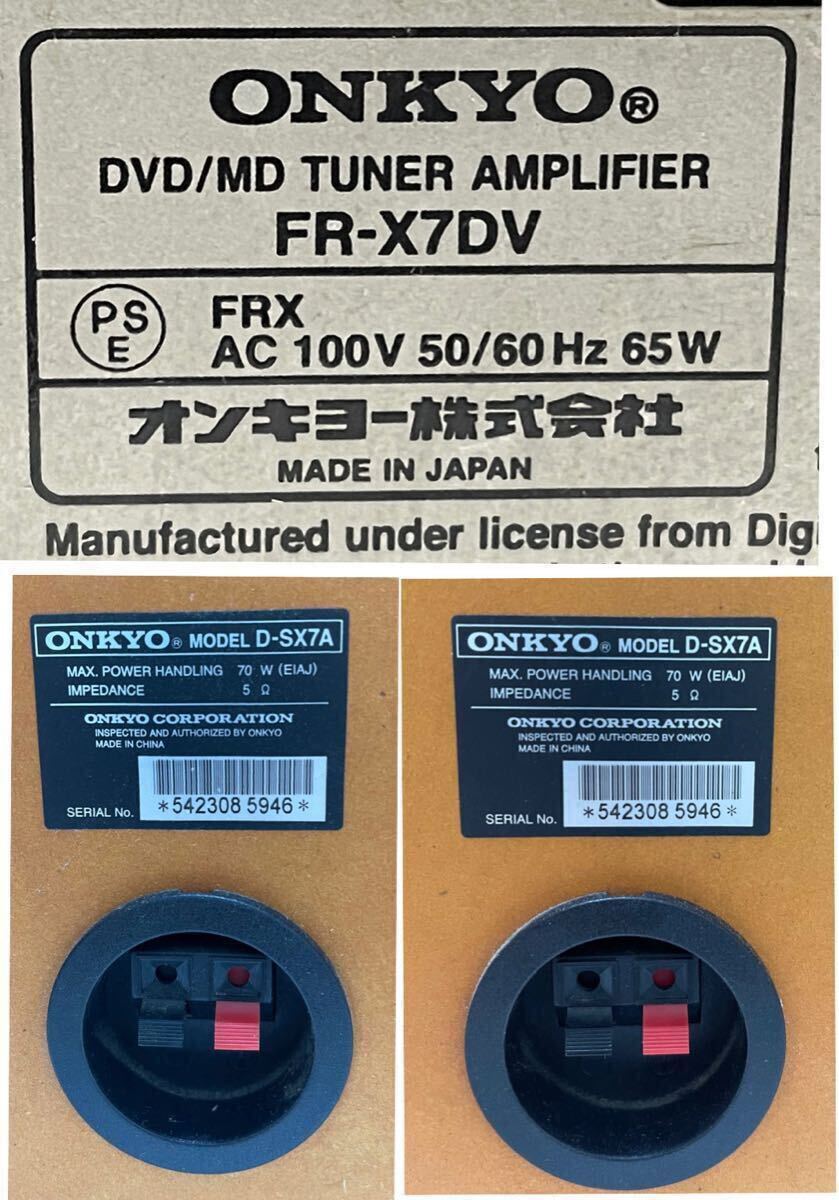 ONKYO®
DVD/MD TUNER AMPLIFIER
FR-X7DV
PS
E
FRX
AC 100V 50/60Hz 65W
オンキヨー株式会社
MADE IN JAPAN
Manufactured under license from Dig
ONKYO® MODEL D-SX7A
MAX. POWER HANDLING 70 W (EIAJ)
IMPEDANCE 5 Ω
ONKYO CORPORATION
INSPECTED AND AUTHORIZED BY ONKYO
MADE IN CHINA
SERIAL No. *542308 5946*
ONKYO® MODEL D-SX7A
MAX. POWER HANDLING 70 W (EIAJ)
IMPEDANCE 5 Ω
ONKYO CORPORATION
INSPECTED AND AUTHORIZED BY ONKYO
MADE IN CHINA
SERIAL No. *542308 5946*